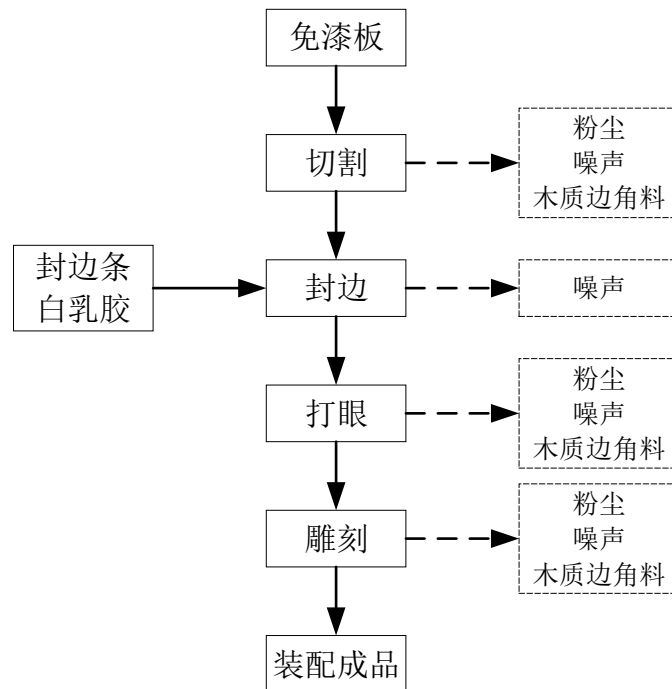 免漆板
切割
粉尘
噪声
木质边角料
封边条
白乳胶
封边
噪声
打眼
粉尘
噪声
木质边角料
雕刻
粉尘
噪声
木质边角料
装配成品